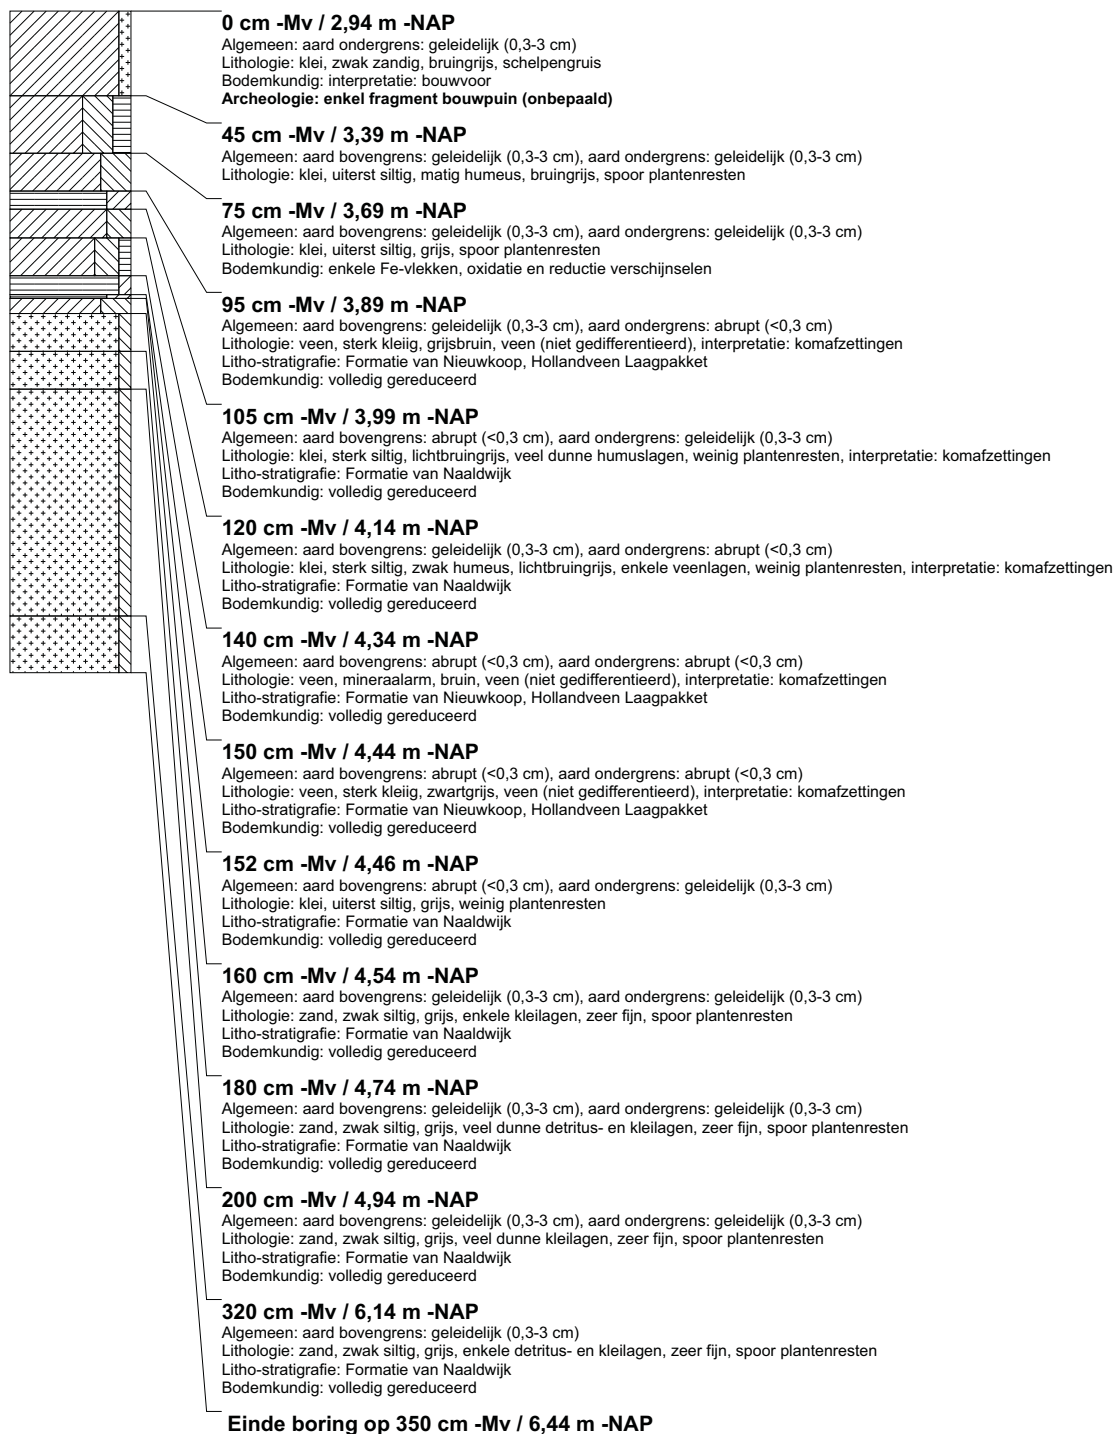 0 cm -Mv / 2,94 m -NAP
Algemeen: aard ondergrens: geleidelijk (0,3-3 cm)
Lithologie: klei, zwak zandig, bruingrijs, schelpengruis
Bodemkundig: interpretatie: bouwvoor
Archeologie: enkel fragment bouwpuin (onbepaald)
45 cm -Mv / 3,39 m -NAP
Algemeen: aard bovengrens: geleidelijk (0,3-3 cm), aard ondergrens: geleidelijk (0,3-3 cm)
Lithologie: klei, uiterst siltig, matig humeus, bruingrijs, spoor plantenresten
75 cm -Mv / 3,69 m -NAP
Algemeen: aard bovengrens: geleidelijk (0,3-3 cm), aard ondergrens: geleidelijk (0,3-3 cm)
Lithologie: klei, uiterst siltig, grijs, spoor plantenresten
Bodemkundig: enkele Fe-vlekken, oxidatie en reductie verschijnselen
95 cm -Mv / 3,89 m -NAP
Algemeen: aard bovengrens: geleidelijk (0,3-3 cm), aard ondergrens: abrupt (<0,3 cm)
Lithologie: veen, sterk kleiig, grijsbruin, veen (niet gedifferentieerd), interpretatie: komafzettingen
Litho-stratigrafie: Formatie van Nieuwkoop, Hollandveen Laagpakket
Bodemkundig: volledig gereduceerd
105 cm -Mv / 3,99 m -NAP
Algemeen: aard bovengrens: abrupt (<0,3 cm), aard ondergrens: geleidelijk (0,3-3 cm)
Lithologie: klei, sterk siltig, lichtbruingrijs, veel dunne humuslagen, weinig plantenresten, interpretatie: komafzettingen
Litho-stratigrafie: Formatie van Naaldwijk
Bodemkundig: volledig gereduceerd
120 cm -Mv / 4,14 m -NAP
Algemeen: aard bovengrens: geleidelijk (0,3-3 cm), aard ondergrens: abrupt (<0,3 cm)
Lithologie: klei, sterk siltig, zwak humeus, lichtbruingrijs, enkele veenlagen, weinig plantenresten, interpretatie: komafzettingen
Litho-stratigrafie: Formatie van Naaldwijk
Bodemkundig: volledig gereduceerd
140 cm -Mv / 4,34 m -NAP
Algemeen: aard bovengrens: abrupt (<0,3 cm), aard ondergrens: abrupt (<0,3 cm)
Lithologie: veen, mineraalarm, bruin, veen (niet gedifferentieerd), interpretatie: komafzettingen
Litho-stratigrafie: Formatie van Nieuwkoop, Hollandveen Laagpakket
Bodemkundig: volledig gereduceerd
150 cm -Mv / 4,44 m -NAP
Algemeen: aard bovengrens: abrupt (<0,3 cm), aard ondergrens: abrupt (<0,3 cm)
Lithologie: veen, sterk kleiig, zwartgrijs, veen (niet gedifferentieerd), interpretatie: komafzettingen
Litho-stratigrafie: Formatie van Nieuwkoop, Hollandveen Laagpakket
Bodemkundig: volledig gereduceerd
152 cm -Mv / 4,46 m -NAP
Algemeen: aard bovengrens: abrupt (<0,3 cm), aard ondergrens: geleidelijk (0,3-3 cm)
Lithologie: klei, uiterst siltig, grijs, weinig plantenresten
Litho-stratigrafie: Formatie van Naaldwijk
Bodemkundig: volledig gereduceerd
160 cm -Mv / 4,54 m -NAP
Algemeen: aard bovengrens: geleidelijk (0,3-3 cm), aard ondergrens: geleidelijk (0,3-3 cm)
Lithologie: zand, zwak siltig, grijs, enkele kleilagen, zeer fijn, spoor plantenresten
Litho-stratigrafie: Formatie van Naaldwijk
Bodemkundig: volledig gereduceerd
180 cm -Mv / 4,74 m -NAP
Algemeen: aard bovengrens: geleidelijk (0,3-3 cm), aard ondergrens: geleidelijk (0,3-3 cm)
Lithologie: zand, zwak siltig, grijs, veel dunne detritus- en kleilagen, zeer fijn, spoor plantenresten
Litho-stratigrafie: Formatie van Naaldwijk
Bodemkundig: volledig gereduceerd
200 cm -Mv / 4,94 m -NAP
Algemeen: aard bovengrens: geleidelijk (0,3-3 cm), aard ondergrens: geleidelijk (0,3-3 cm)
Lithologie: zand, zwak siltig, grijs, veel dunne kleilagen, zeer fijn, spoor plantenresten
Litho-stratigrafie: Formatie van Naaldwijk
Bodemkundig: volledig gereduceerd
320 cm -Mv / 6,14 m -NAP
Algemeen: aard bovengrens: geleidelijk (0,3-3 cm)
Lithologie: zand, zwak siltig, grijs, enkele detritus- en kleilagen, zeer fijn, spoor plantenresten
Litho-stratigrafie: Formatie van Naaldwijk
Bodemkundig: volledig gereduceerd
Einde boring op 350 cm -Mv / 6,44 m -NAP